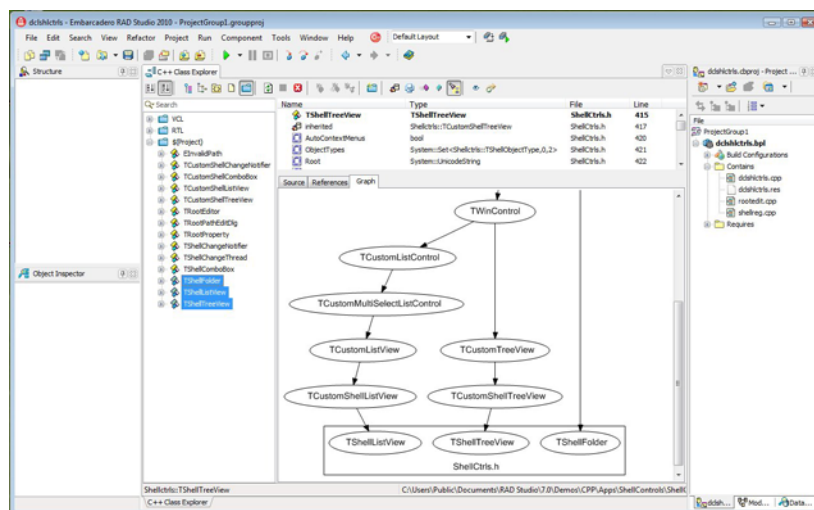 dclshlctrls - Embarcadero RAD Studio 2010 - ProjectGroup1.groupproj
File Edit Search View Refactor Project Run Component Tools Window Help Default Layout
Structure
C++ Class Explorer
dclshlctrls.cbproj - Project ...
Search
VCL
RTL
$(Project)
EInvalidPath
TCustomShellChangeNotifier
TCustomShellComboBox
TCustomShellListView
TCustomShellTreeView
TRootEditor
TRootPathEditDlg
TRootProperty
TShellChangeNotifier
TShellChangeThread
TShellComboBox
TShellFolder
TShellListView
TShellTreeView
Object Inspector
Name Type File Line
TShellTreeView TShellTreeView ShellCtrls.h 415
inherited Shellctrls::TCustomShellTreeView ShellCtrls.h 417
AutoContextMenus bool ShellCtrls.h 420
ObjectTypes System::Set<Shellctrls::TShellObjectType,0,2> ShellCtrls.h 421
Root System::UnicodeString ShellCtrls.h 422
Source References Graph
TWinControl
TCustomListControl
TCustomMultiSelectListControl
TCustomListView
TCustomTreeView
TCustomShellListView
TCustomShellTreeView
TShellListView
TShellTreeView
TShellFolder
ShellCtrls.h
File
ProjectGroup1
dclshlctrls.bpl
Build Configurations
Contains
dclshlctrls.cpp
dclshlctrls.res
rootedit.cpp
shellreg.cpp
Requires
Shellctrls::TShellTreeView
C:\Users\Public\Documents\RAD Studio\7.0\Demos\CPP\Apps\ShellControls\ShellC
C++ Class Explorer
dclsh... Mod... Data...